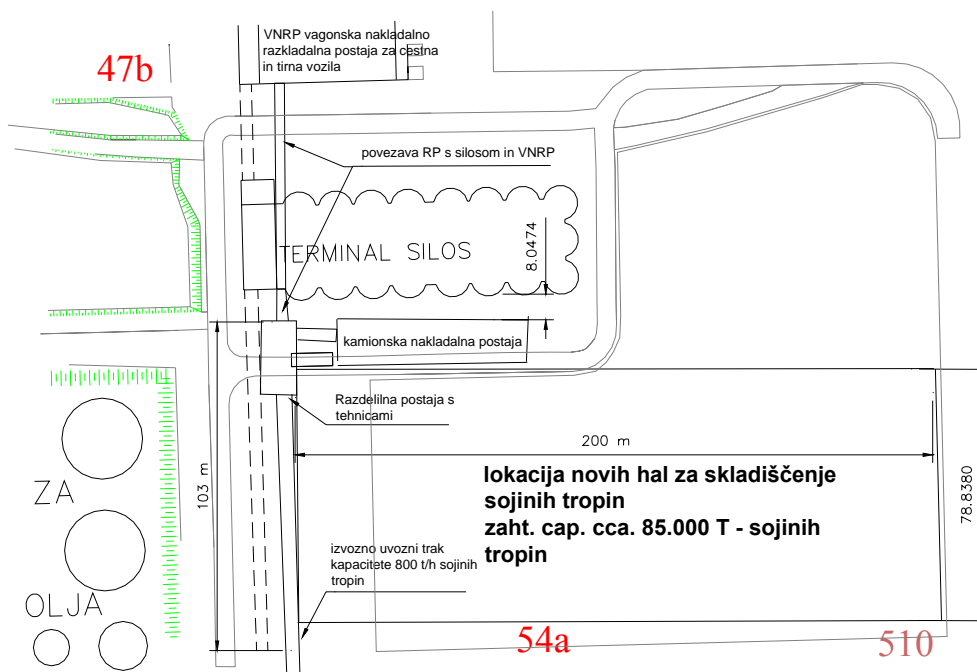 VNRP vagonska nakladalno
razkladalna postaja za cestna
in tirna vozila
47b
povezava RP s silosom in VNRP
TERMINAL SILOS
8.0474
kamionska nakladalna postaja
Razdelilna postaja s
tehnicami
200 m
103 m
78.8380
lokacija novih hal za skladiščenje
sojinih tropin
zaht. cap. cca. 85.000 T - sojinih
tropin
ZA
izvozno uvozni trak
kapacitete 800 t/h sojinih
tropin
OLJA
54a
510